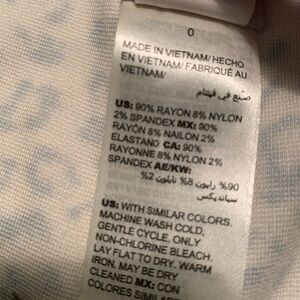 0
MADE IN VIETNAM/ HECHO
EN VIETNAM/ FABRIQUÉ AU
VIETNAM/
صنع في فيتنام
US: 90% RAYON 8% NYLON
2% SPANDEX MX: 90%
RAYÓN 8% NAILON 2%
ELASTANO CA: 90%
RAYONNE 8% NYLON 2%
SPANDEX AE/KW:
90% رايون 8% نايلون 2%
سباندیکس
US: WITH SIMILAR COLORS.
MACHINE WASH COLD.
GENTLE CYCLE. ONLY
NON-CHLORINE BLEACH.
LAY FLAT TO DRY. WARM
IRON. MAY BE DRY
CLEANED MX: CON
COLORES SIMILA